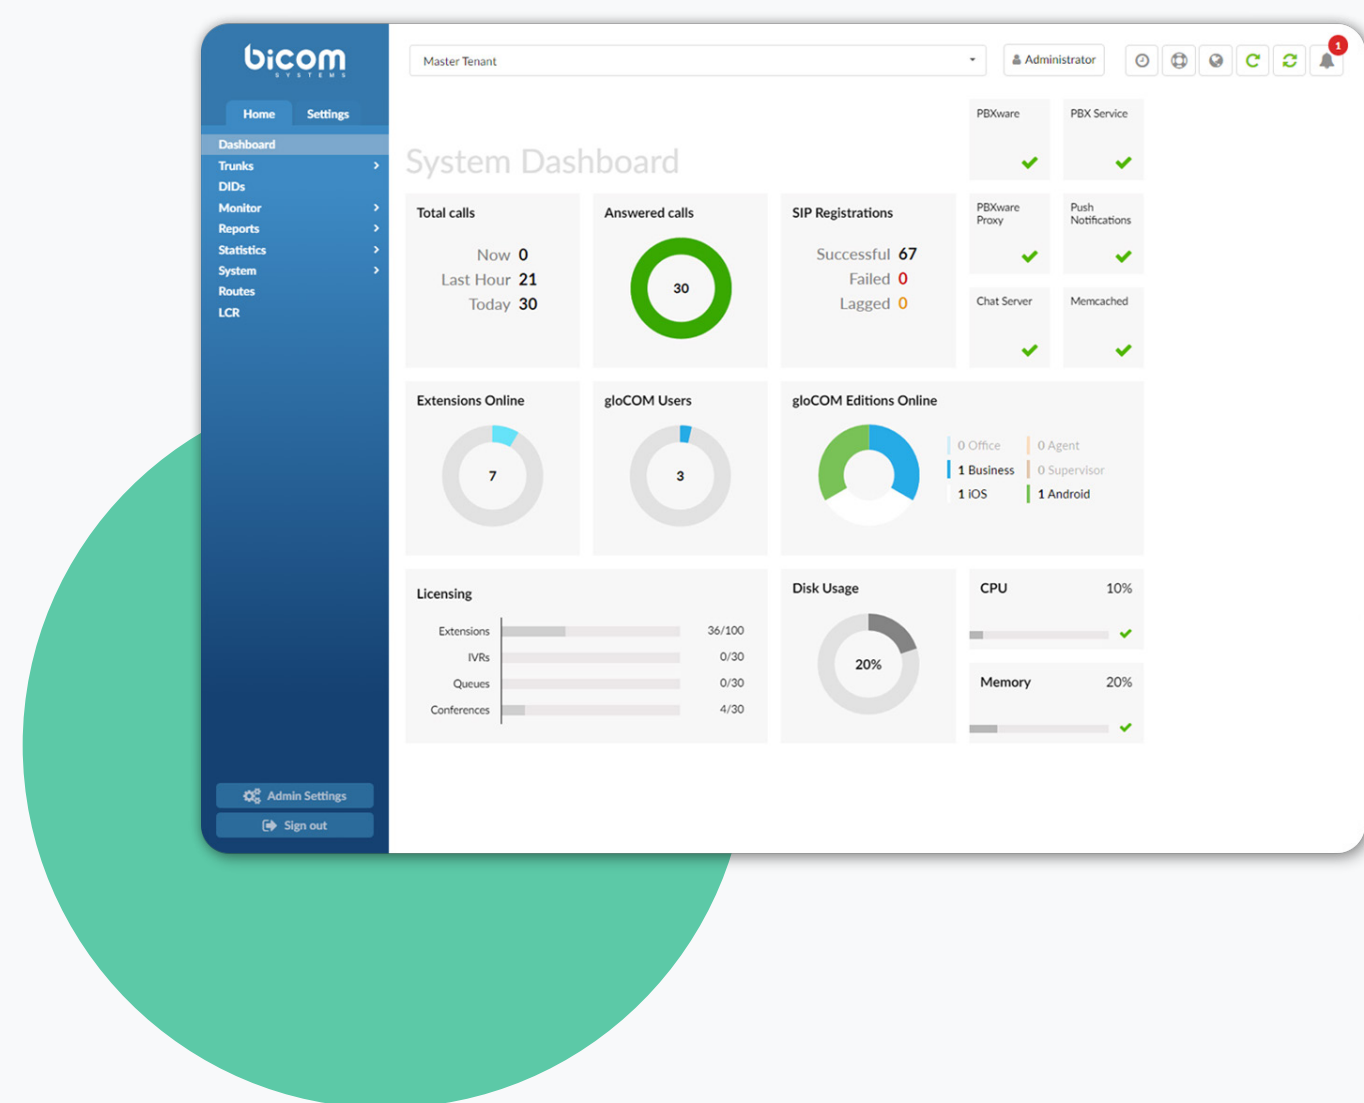 bicom
SYSTEMS
Master Tenant
Administrator
1
Home
Settings
Dashboard
Trunks
DIDs
Monitor
Reports
Statistics
System
Routes
LCR
Admin Settings
Sign out
System Dashboard
PBXware
PBX Service
Total calls
Now 0
Last Hour 21
Today 30
Answered calls
30
SIP Registrations
Successful 67
Failed 0
Lagged 0
PBXware
Proxy
Push
Notifications
Chat Server
Memcached
Extensions Online
7
gloCOM Users
3
gloCOM Editions Online
0 Office
0 Agent
1 Business
0 Supervisor
1 iOS
1 Android
Licensing
Extensions 36/100
IVRs 0/30
Queues 0/30
Conferences 4/30
Disk Usage
20%
CPU 10%
Memory 20%